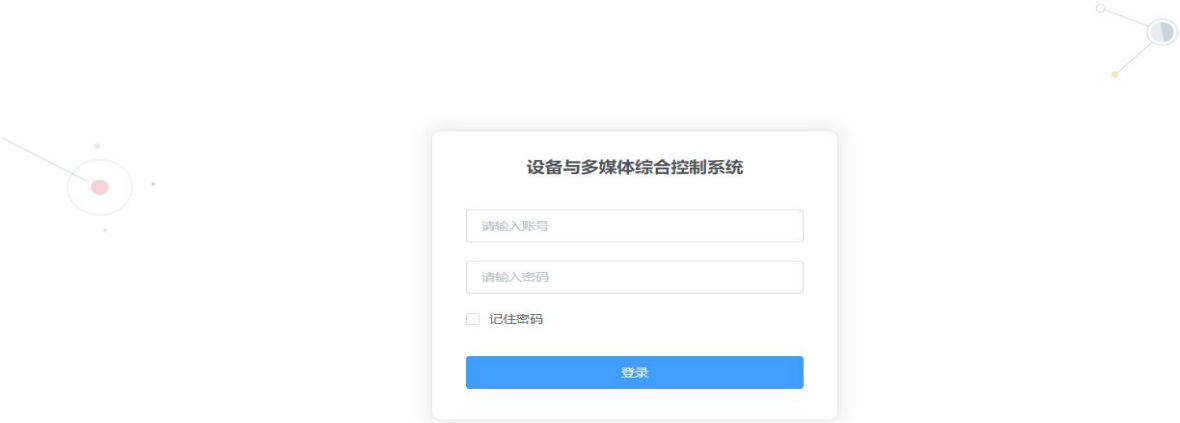 设备与多媒体综合控制系统
请输入账号
请输入密码
记住密码
登录